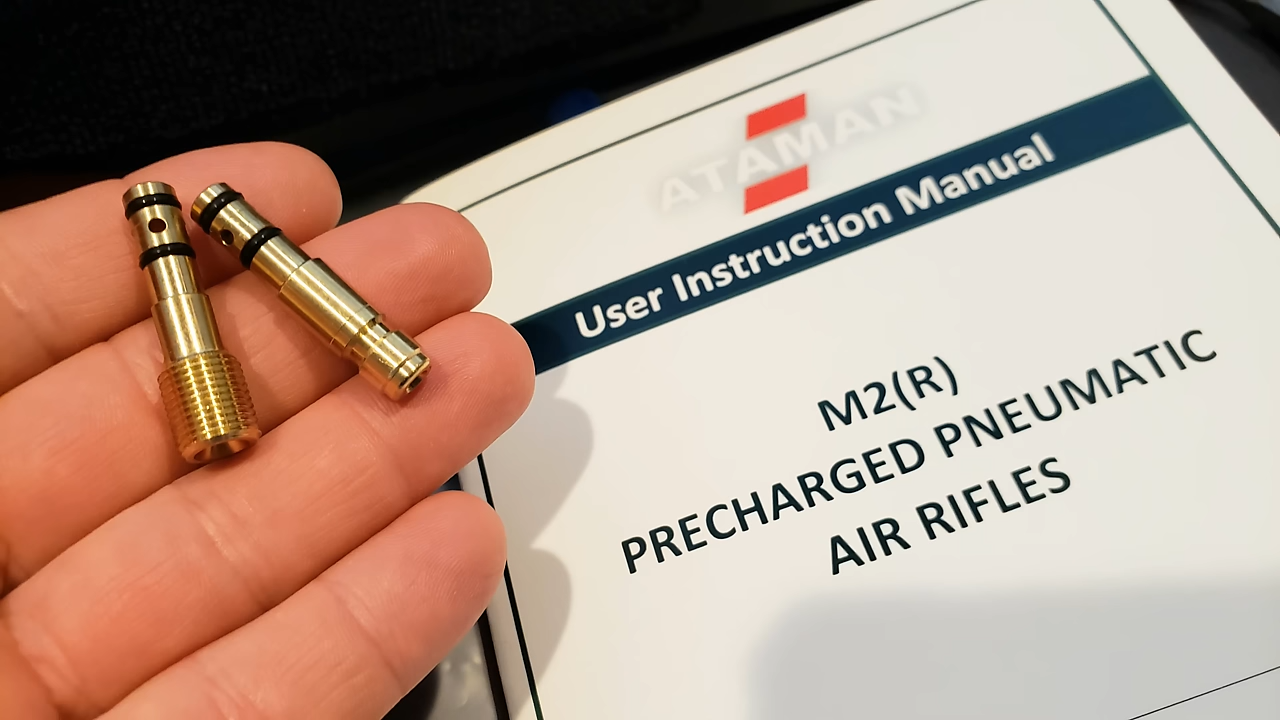 ATAMAN
User Instruction Manual
M2(R)
PRECHARGED PNEUMATIC
AIR RIFLES